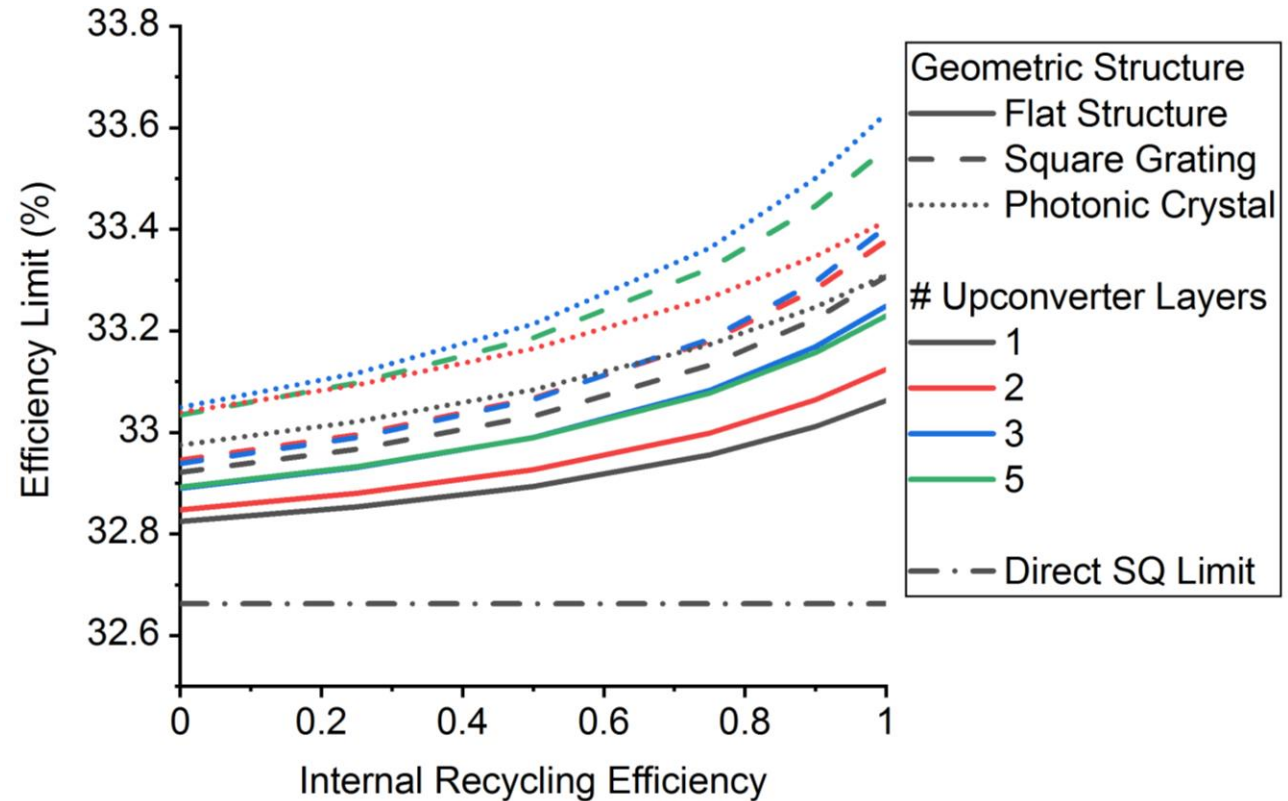 33.8
33.6
33.4
33.2
33
32.8
32.6
Efficiency Limit (%)
0 0.2 0.4 0.6 0.8 1
Internal Recycling Efficiency
Geometric Structure
Flat Structure
Square Grating
Photonic Crystal
# Upconverter Layers
1
2
3
5
Direct SQ Limit